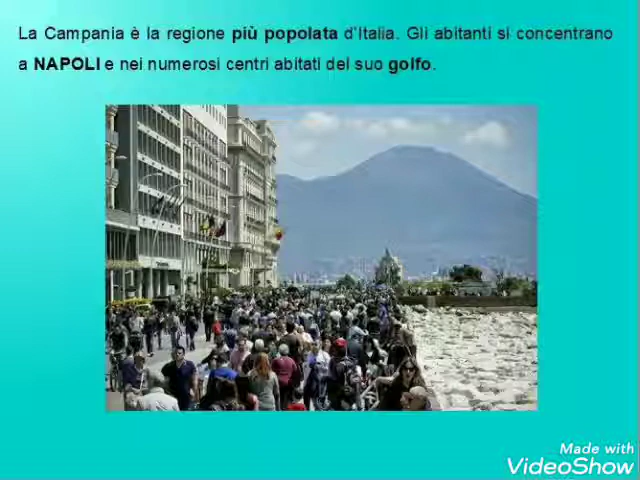 La Campania è la regione più popolata d'Italia. Gli abitanti si concentrano
a NAPOLI e nei numerosi centri abitati del suo golfo.
Made with
VideoShow